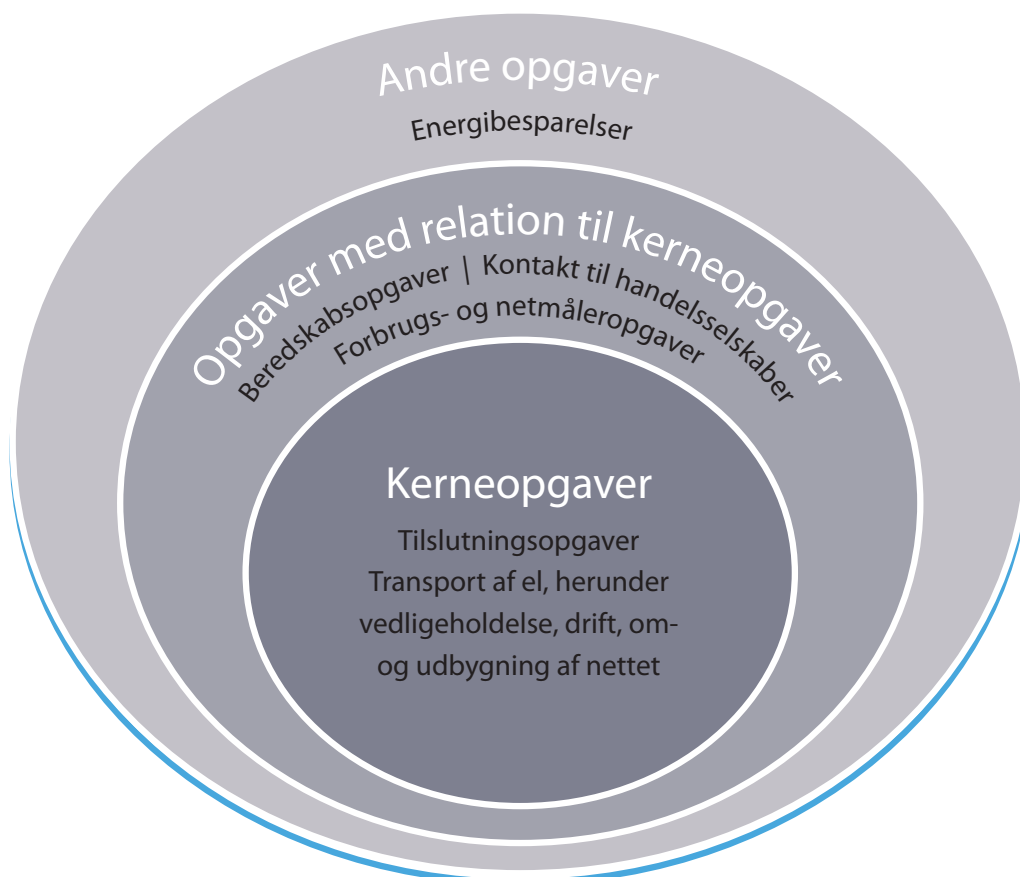 Andre opgaver
Energibesparelser
Opgaver med relation til kerneopgaver
Beredskabsopgaver | Kontakt til handelsselskaber
Forbrugs- og netmåleropgaver
Kerneopgaver
Tilslutningsopgaver
Transport af el, herunder
vedligeholdelse, drift, om-
og udbygning af nettet